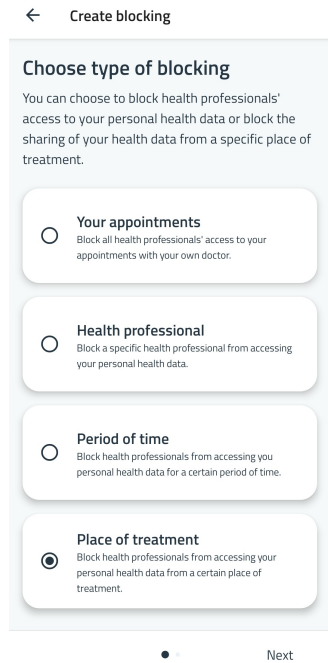 Create blocking
Choose type of blocking
You can choose to block health professionals'
access to your personal health data or block the
sharing of your health data from a specific place of
treatment.
Your appointments
Block all health professionals' access to your
appointments with your own doctor.
Health professional
Block a specific health professional from accessing
your personal health data.
Period of time
Block health professionals from accessing you
personal health data for a certain period of time.
Place of treatment
Block health professionals from accessing your
personal health data from a certain place of
treatment.
Next